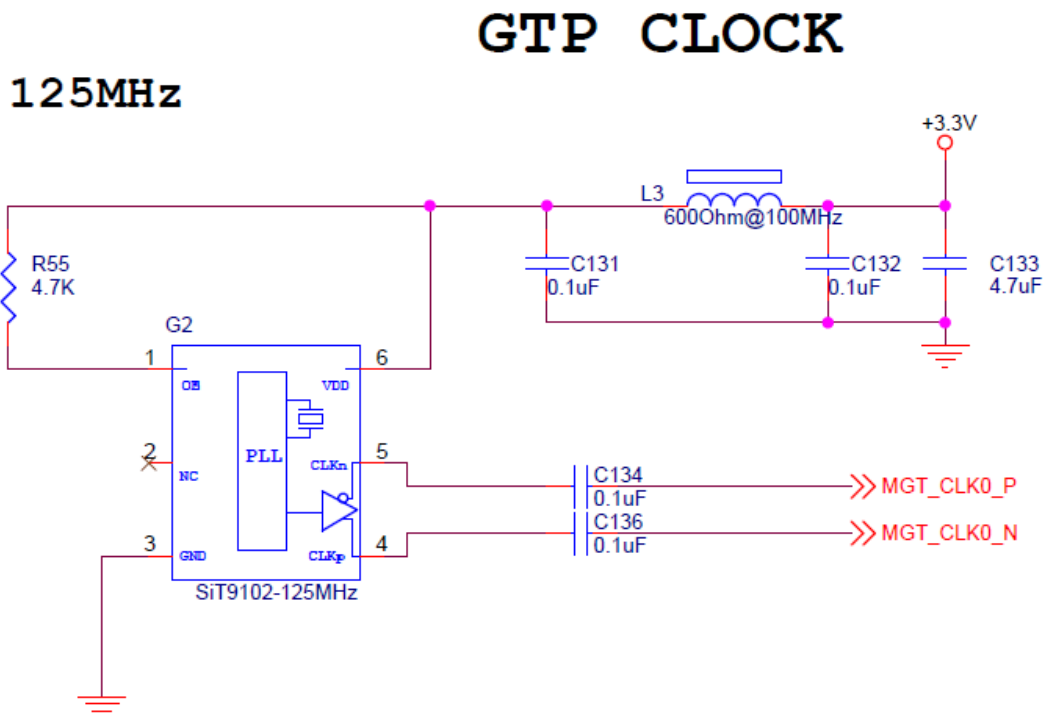 GTP CLOCK
125MHz
+3.3V
L3
600Ohm@100MHz
R55
4.7K
C131
0.1uF
C132
0.1uF
C133
4.7uF
G2
1
6
OE
VDD
2
5
NC
PLL
CLKn
C134
0.1uF
MGT_CLK0_P
C136
0.1uF
MGT_CLK0_N
3
4
GND
CLKp
SiT9102-125MHz